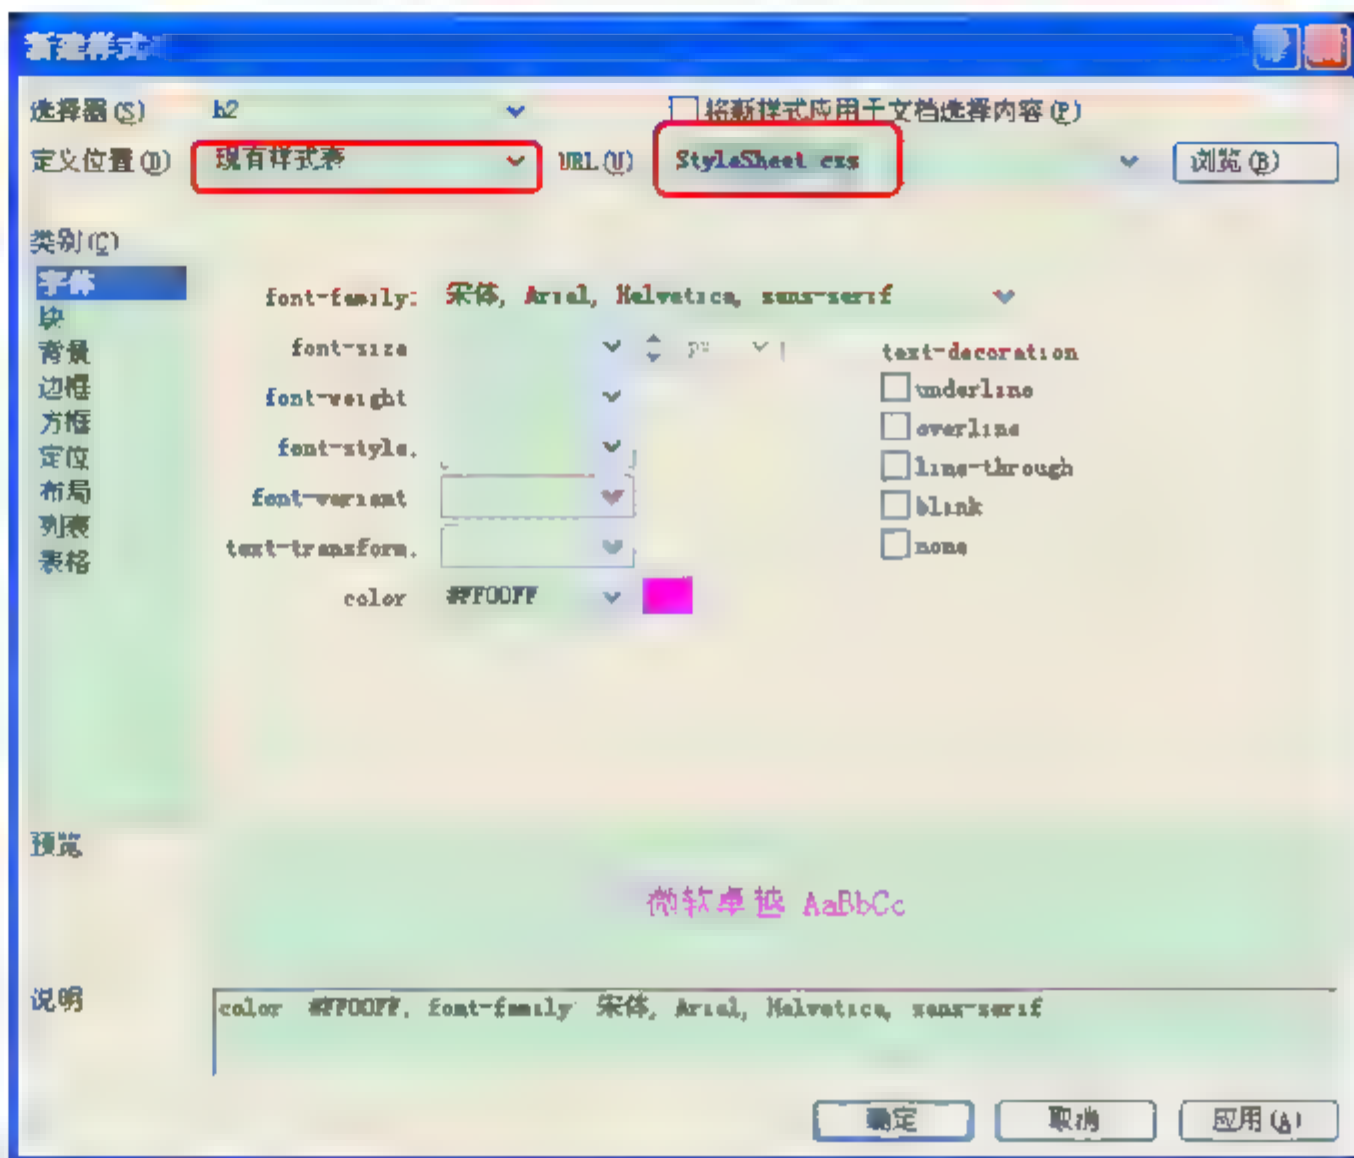 新建样式
选择器(S) h2 将新样式应用于文档选择内容(P)
定义位置(D) 现有样式表 URL(U) StyleSheet css 浏览(B)
类别(C)
字体
块
背景
边框
方框
定位
布局
列表
表格
font-family: 宋体, Arial, Helvetica, sans-serif
font-size px
font-weight
font-style.
font-variant
text-transform.
color #FF00FF
text-decoration
underline
overline
line-through
blink
none
预览
微软卓越 AaBbCc
说明
color #FF00FF, font-family 宋体, Arial, Helvetica, sans-serif
确定 取消 应用(A)